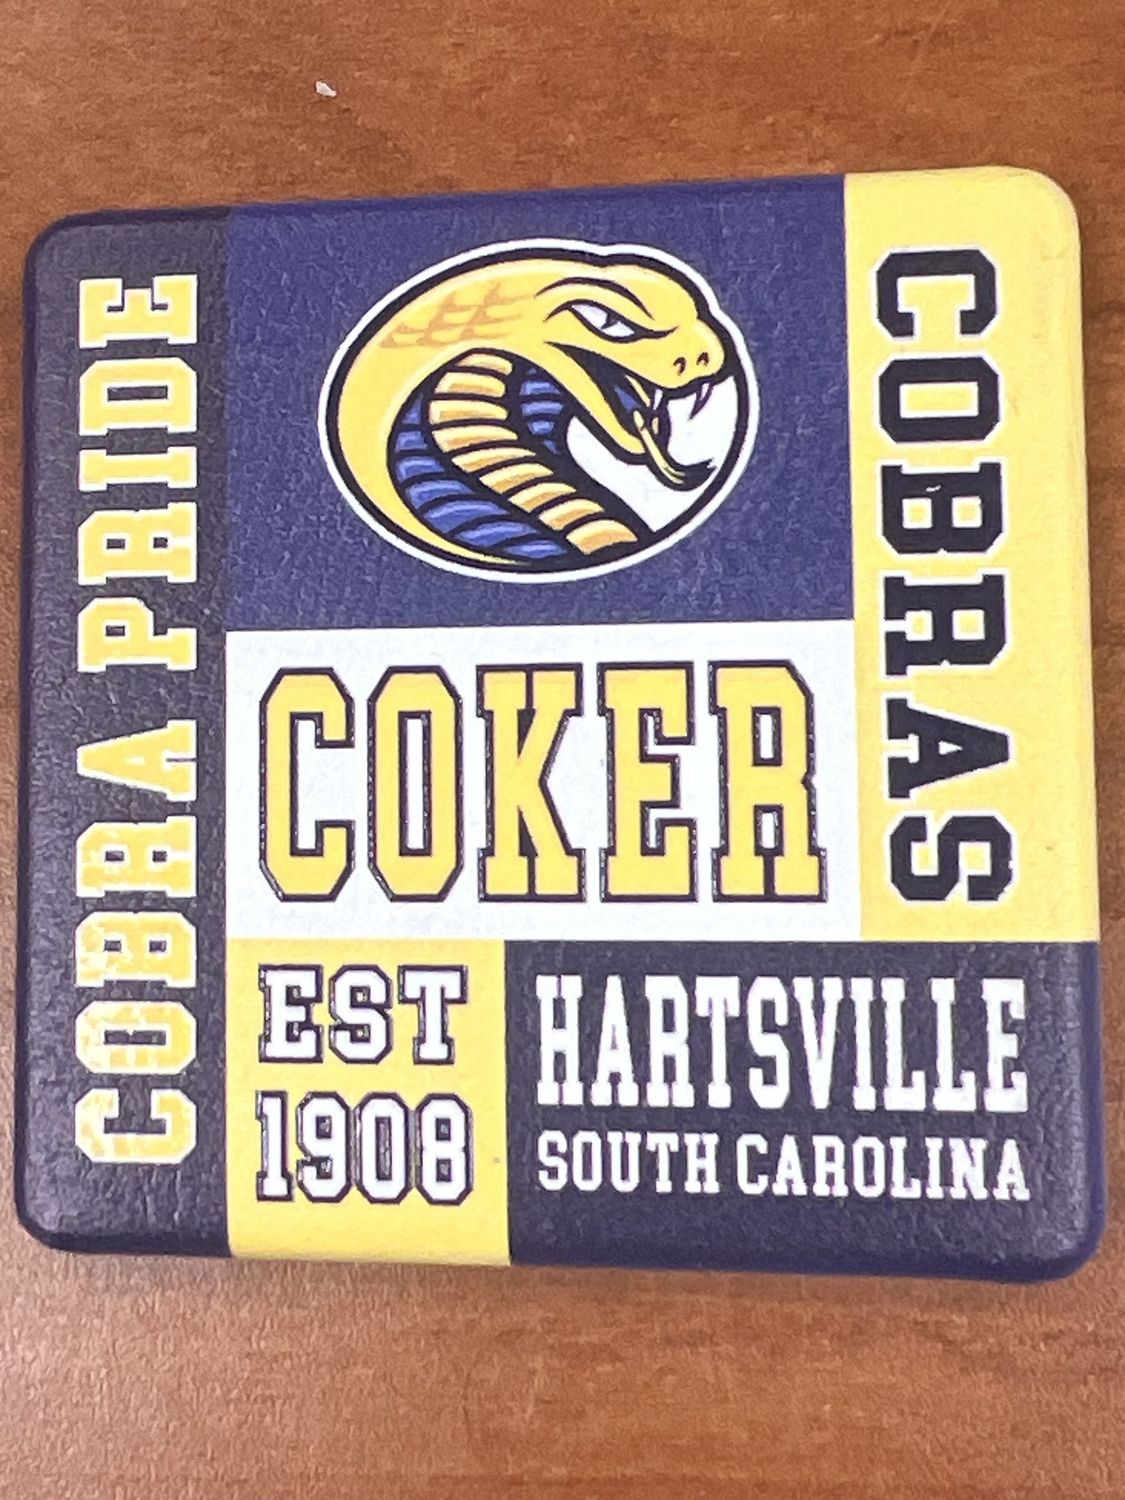 COBRA PRIDE
COBRAS
COKER
EST
1908
HARTSVILLE
SOUTH CAROLINA